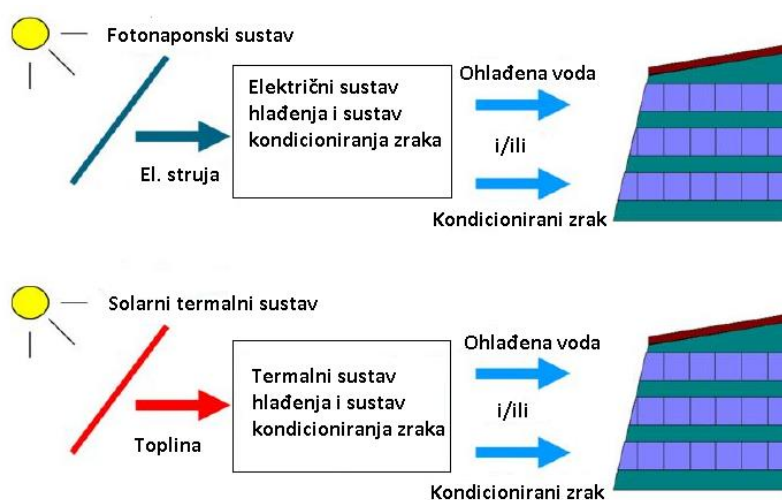 Fotonaponski sustav
Električni sustav
hlađenja i sustav
kondicioniranja zraka
El. struja
Ohlađena voda
i/ili
Kondicionirani zrak
Solarni termalni sustav
Termalni sustav
hlađenja i sustav
kondicioniranja zraka
Toplina
Ohlađena voda
i/ili
Kondicionirani zrak